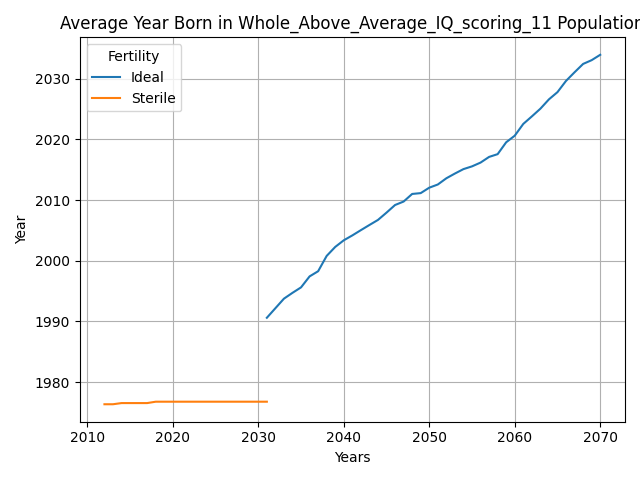 Average Year Born in Whole_Above_Average_IQ_scoring_11 Population
Fertility
Ideal
Sterile
2030
2020
2010
2000
1990
1980
Year
2010 2020 2030 2040 2050 2060 2070
Years